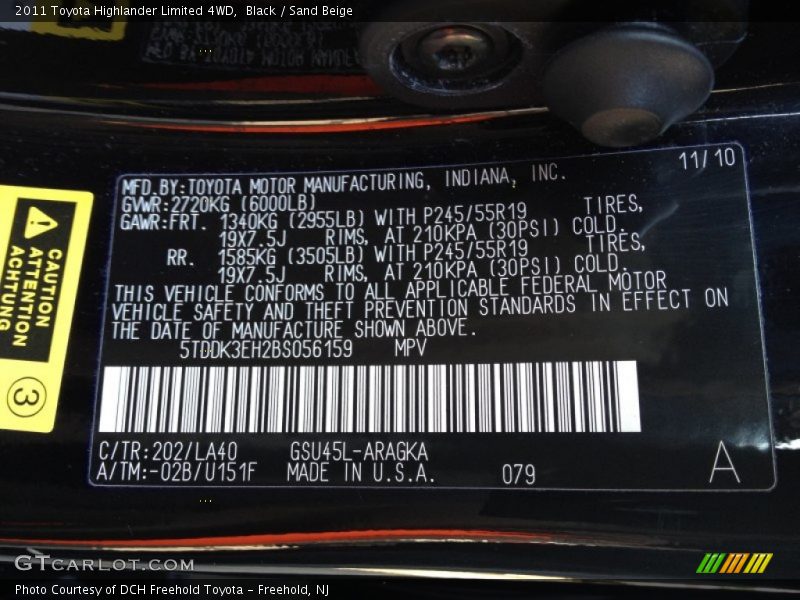 2011 Toyota Highlander Limited 4WD, Black / Sand Beige
MFD.BY:TOYOTA MOTOR MANUFACTURING, INDIANA, INC. 11/10
GVWR:2720KG (6000LB)
GAWR:FRT. 1340KG (2955LB) WITH P245/55R19 TIRES,
19X7.5J RIMS, AT 210KPA (30PSI) COLD.
RR. 1585KG (3505LB) WITH P245/55R19 TIRES,
19X7.5J RIMS, AT 210KPA (30PSI) COLD.
THIS VEHICLE CONFORMS TO ALL APPLICABLE FEDERAL MOTOR
VEHICLE SAFETY AND THEFT PREVENTION STANDARDS IN EFFECT ON
THE DATE OF MANUFACTURE SHOWN ABOVE.
5TDDK3EH2BS056159 MPV
C/TR:202/LA40 GSU45L-ARAGKA
A/TM:-02B/U151F MADE IN U.S.A. 079 A
CAUTION
ATTENTION
ACHTUNG
3
GTCARLOT.COM
Photo Courtesy of DCH Freehold Toyota - Freehold, NJ